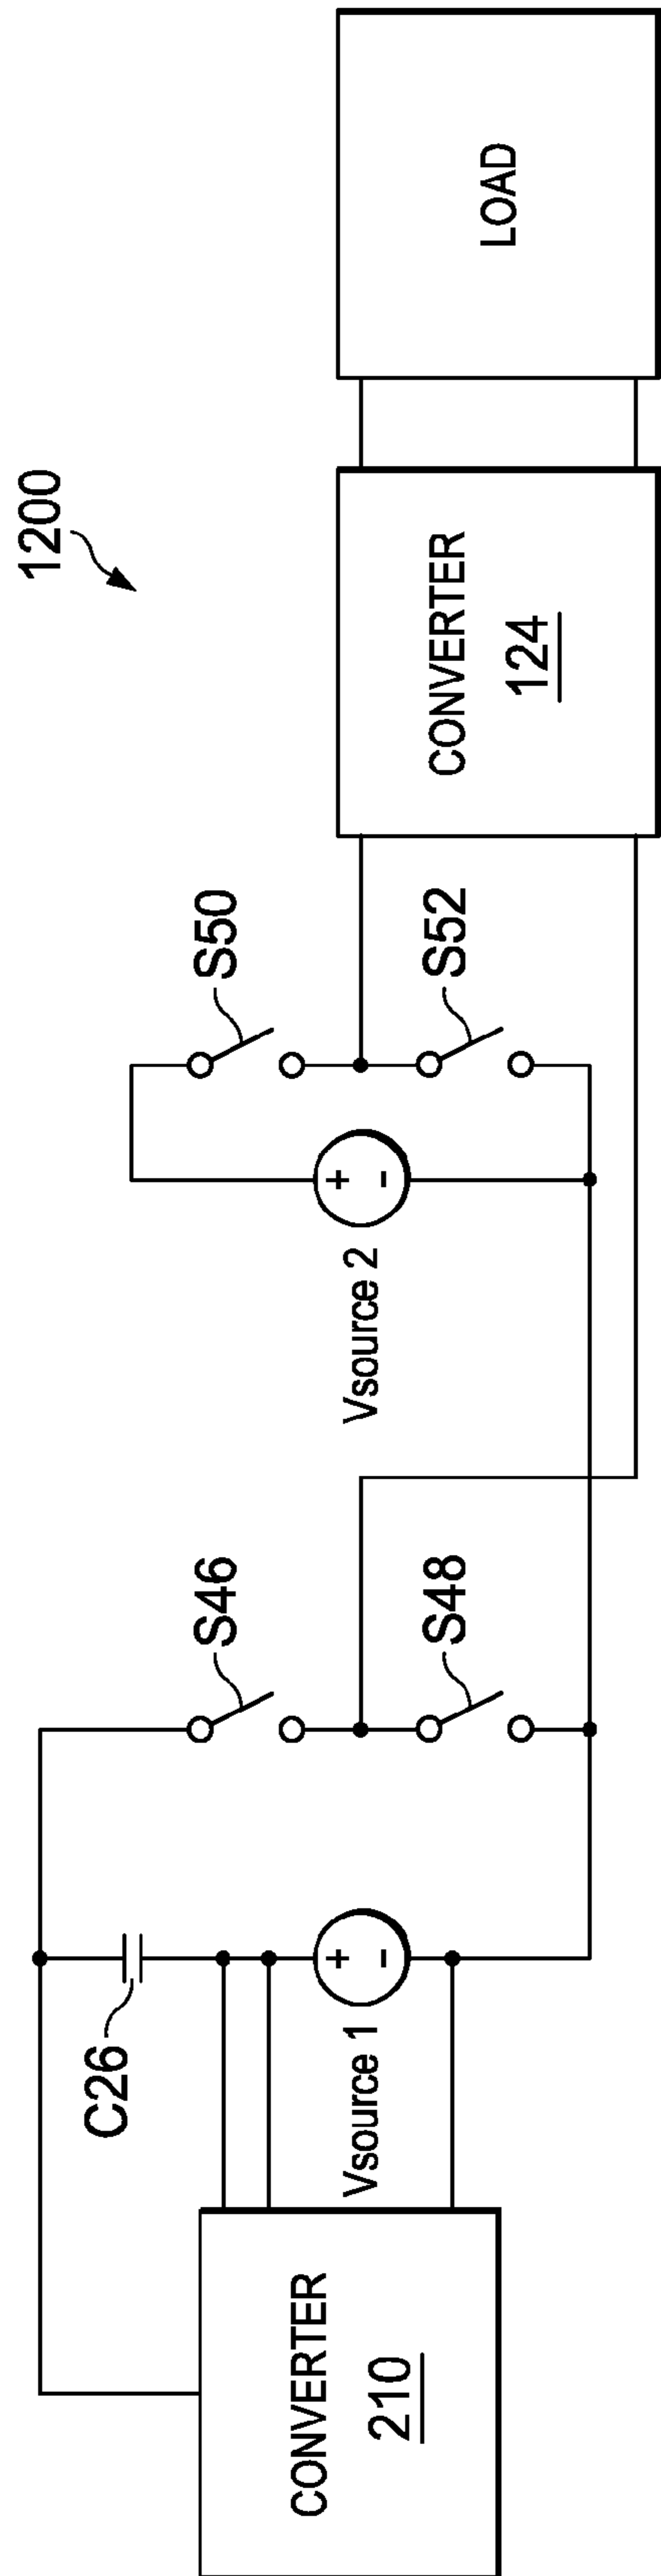 1200
C26
S46
S48
S50
S52
Vsource 1
+
-
Vsource 2
+
-
CONVERTER
210
CONVERTER
124
LOAD